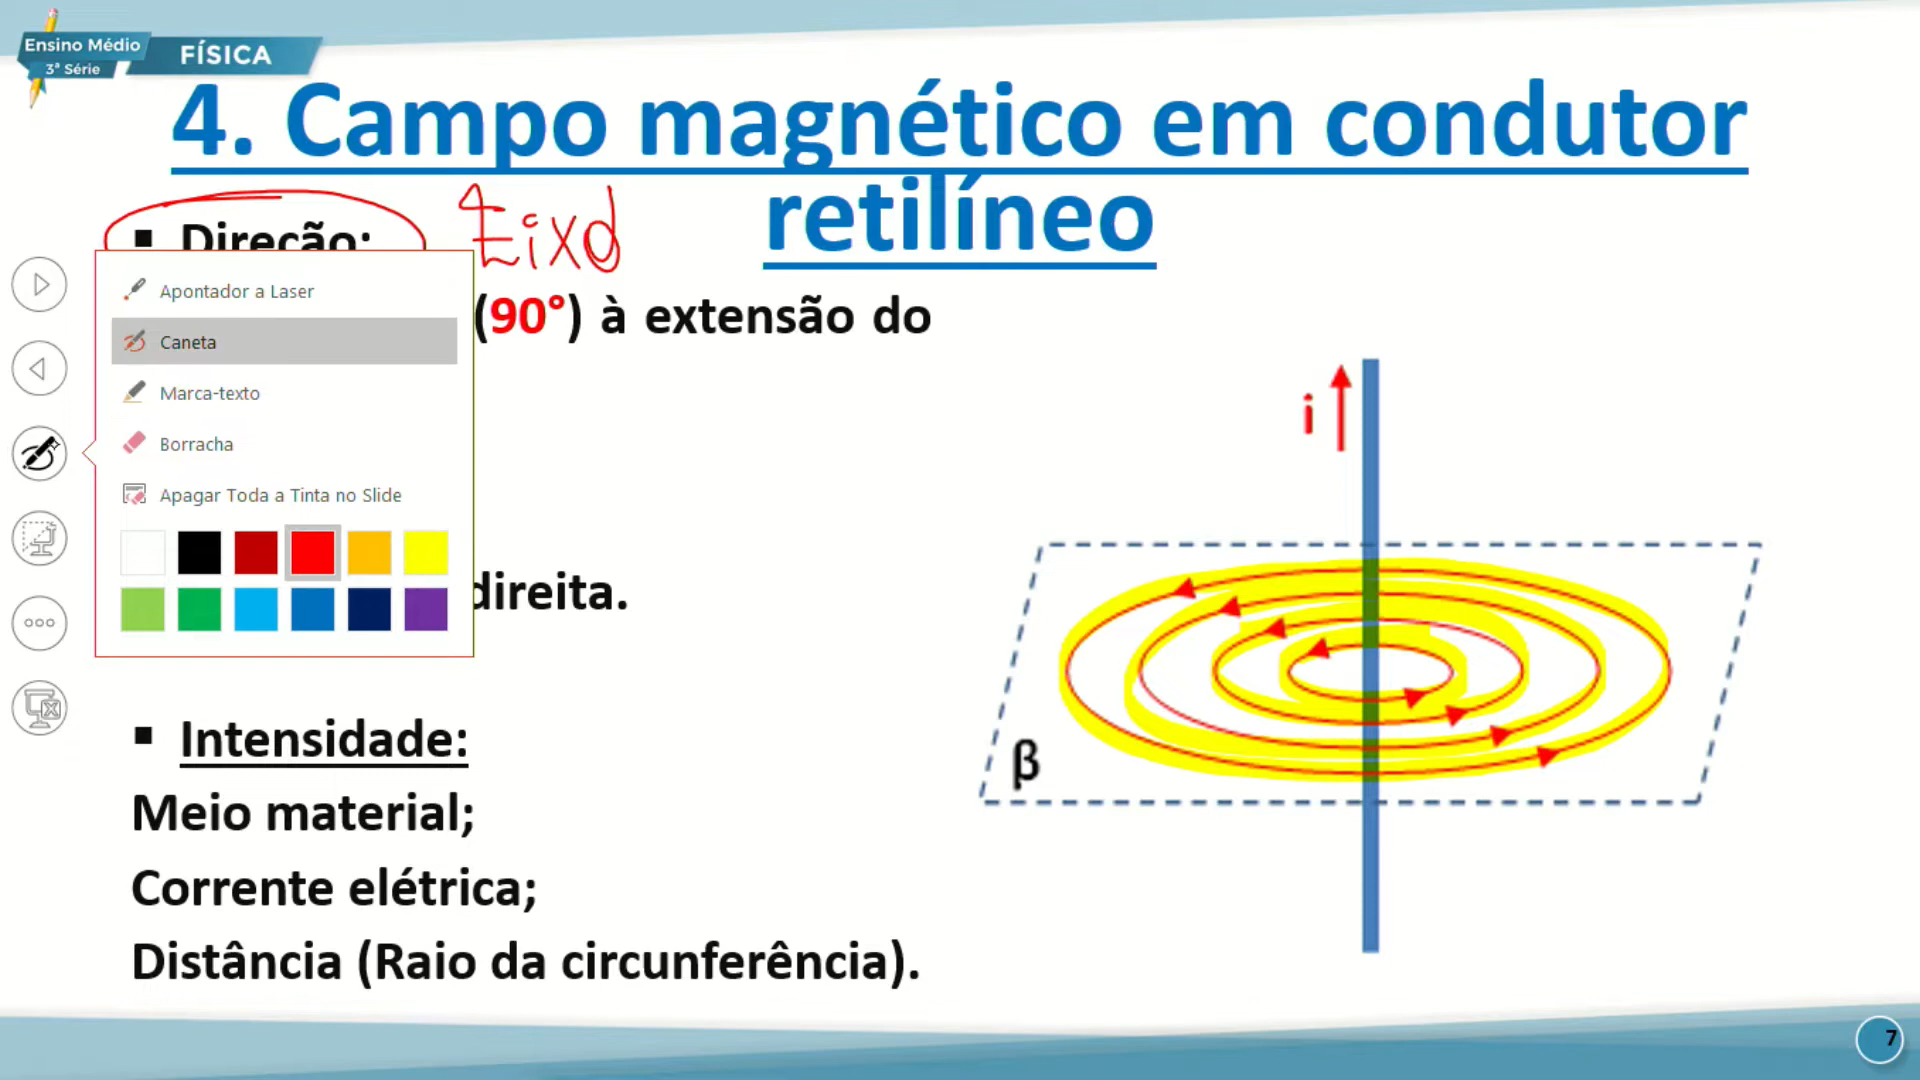 Ensino Médio
3ª Série
FÍSICA
4. Campo magnético em condutor
retilíneo
▪ Direção:
Eixo
(90°) à extensão do
Apontador a Laser
Caneta
Marca-texto
Borracha
Apagar Toda a Tinta no Slide
direita.
i
β
▪ Intensidade:
Meio material;
Corrente elétrica;
Distância (Raio da circunferência).
7